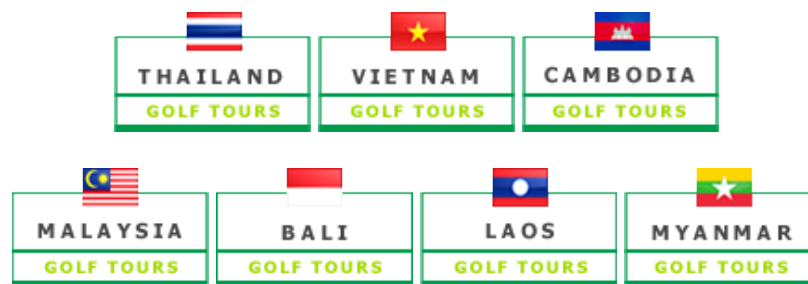 THAILAND
GOLF TOURS
VIETNAM
GOLF TOURS
CAMBODIA
GOLF TOURS
MALAYSIA
GOLF TOURS
BALI
GOLF TOURS
LAOS
GOLF TOURS
MYANMAR
GOLF TOURS